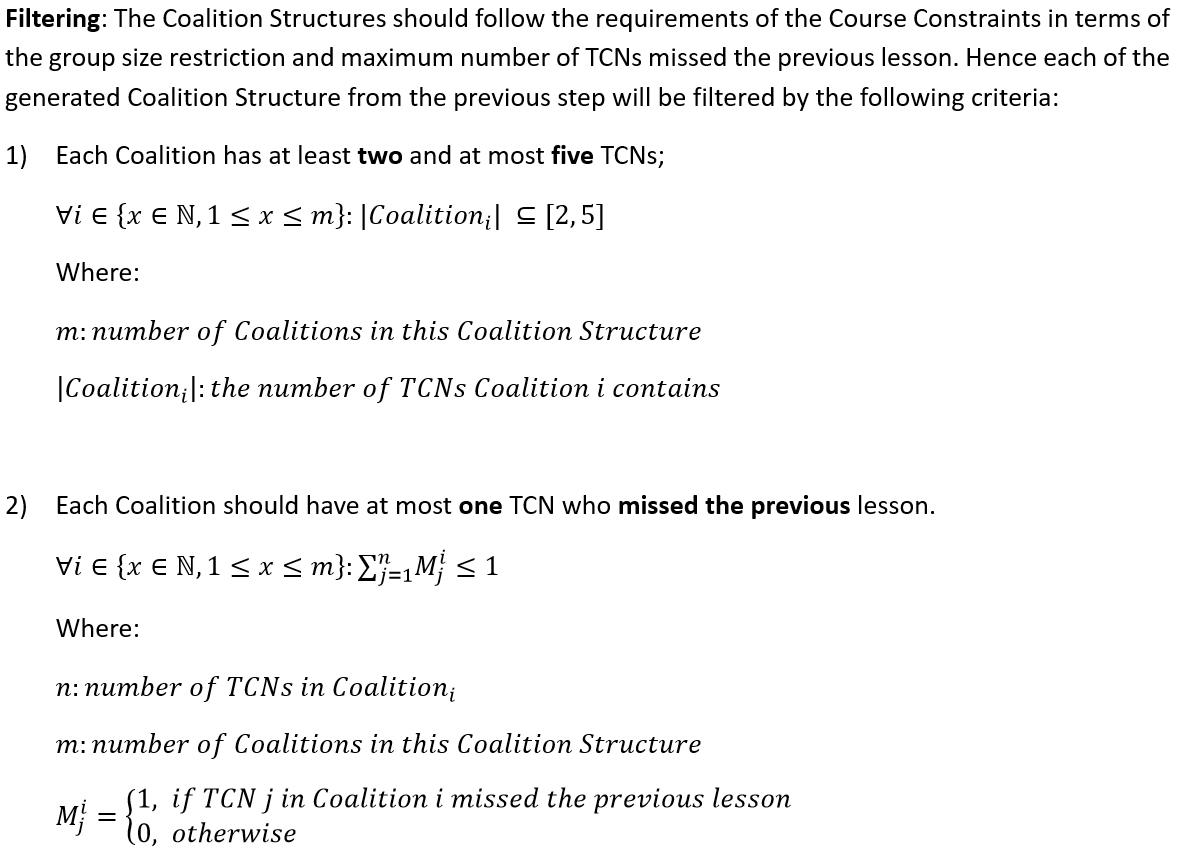 Filtering: The Coalition Structures should follow the requirements of the Course Constraints in terms of
the group size restriction and maximum number of TCNs missed the previous lesson. Hence each of the
generated Coalition Structure from the previous step will be filtered by the following criteria:
1) Each Coalition has at least two and at most five TCNs;
∀i ∈ {x ∈ ℕ, 1 ≤ x ≤ m}: |Coalitionᵢ| ⊆ [2, 5]
Where:
m: number of Coalitions in this Coalition Structure
|Coalitionᵢ|: the number of TCNs Coalition i contains
2) Each Coalition should have at most one TCN who missed the previous lesson.
∀i ∈ {x ∈ ℕ, 1 ≤ x ≤ m}: ∑_{j=1}^{n} M_j^i ≤ 1
Where:
n: number of TCNs in Coalitionᵢ
m: number of Coalitions in this Coalition Structure
M_j^i = {1, if TCN j in Coalition i missed the previous lesson
0, otherwise